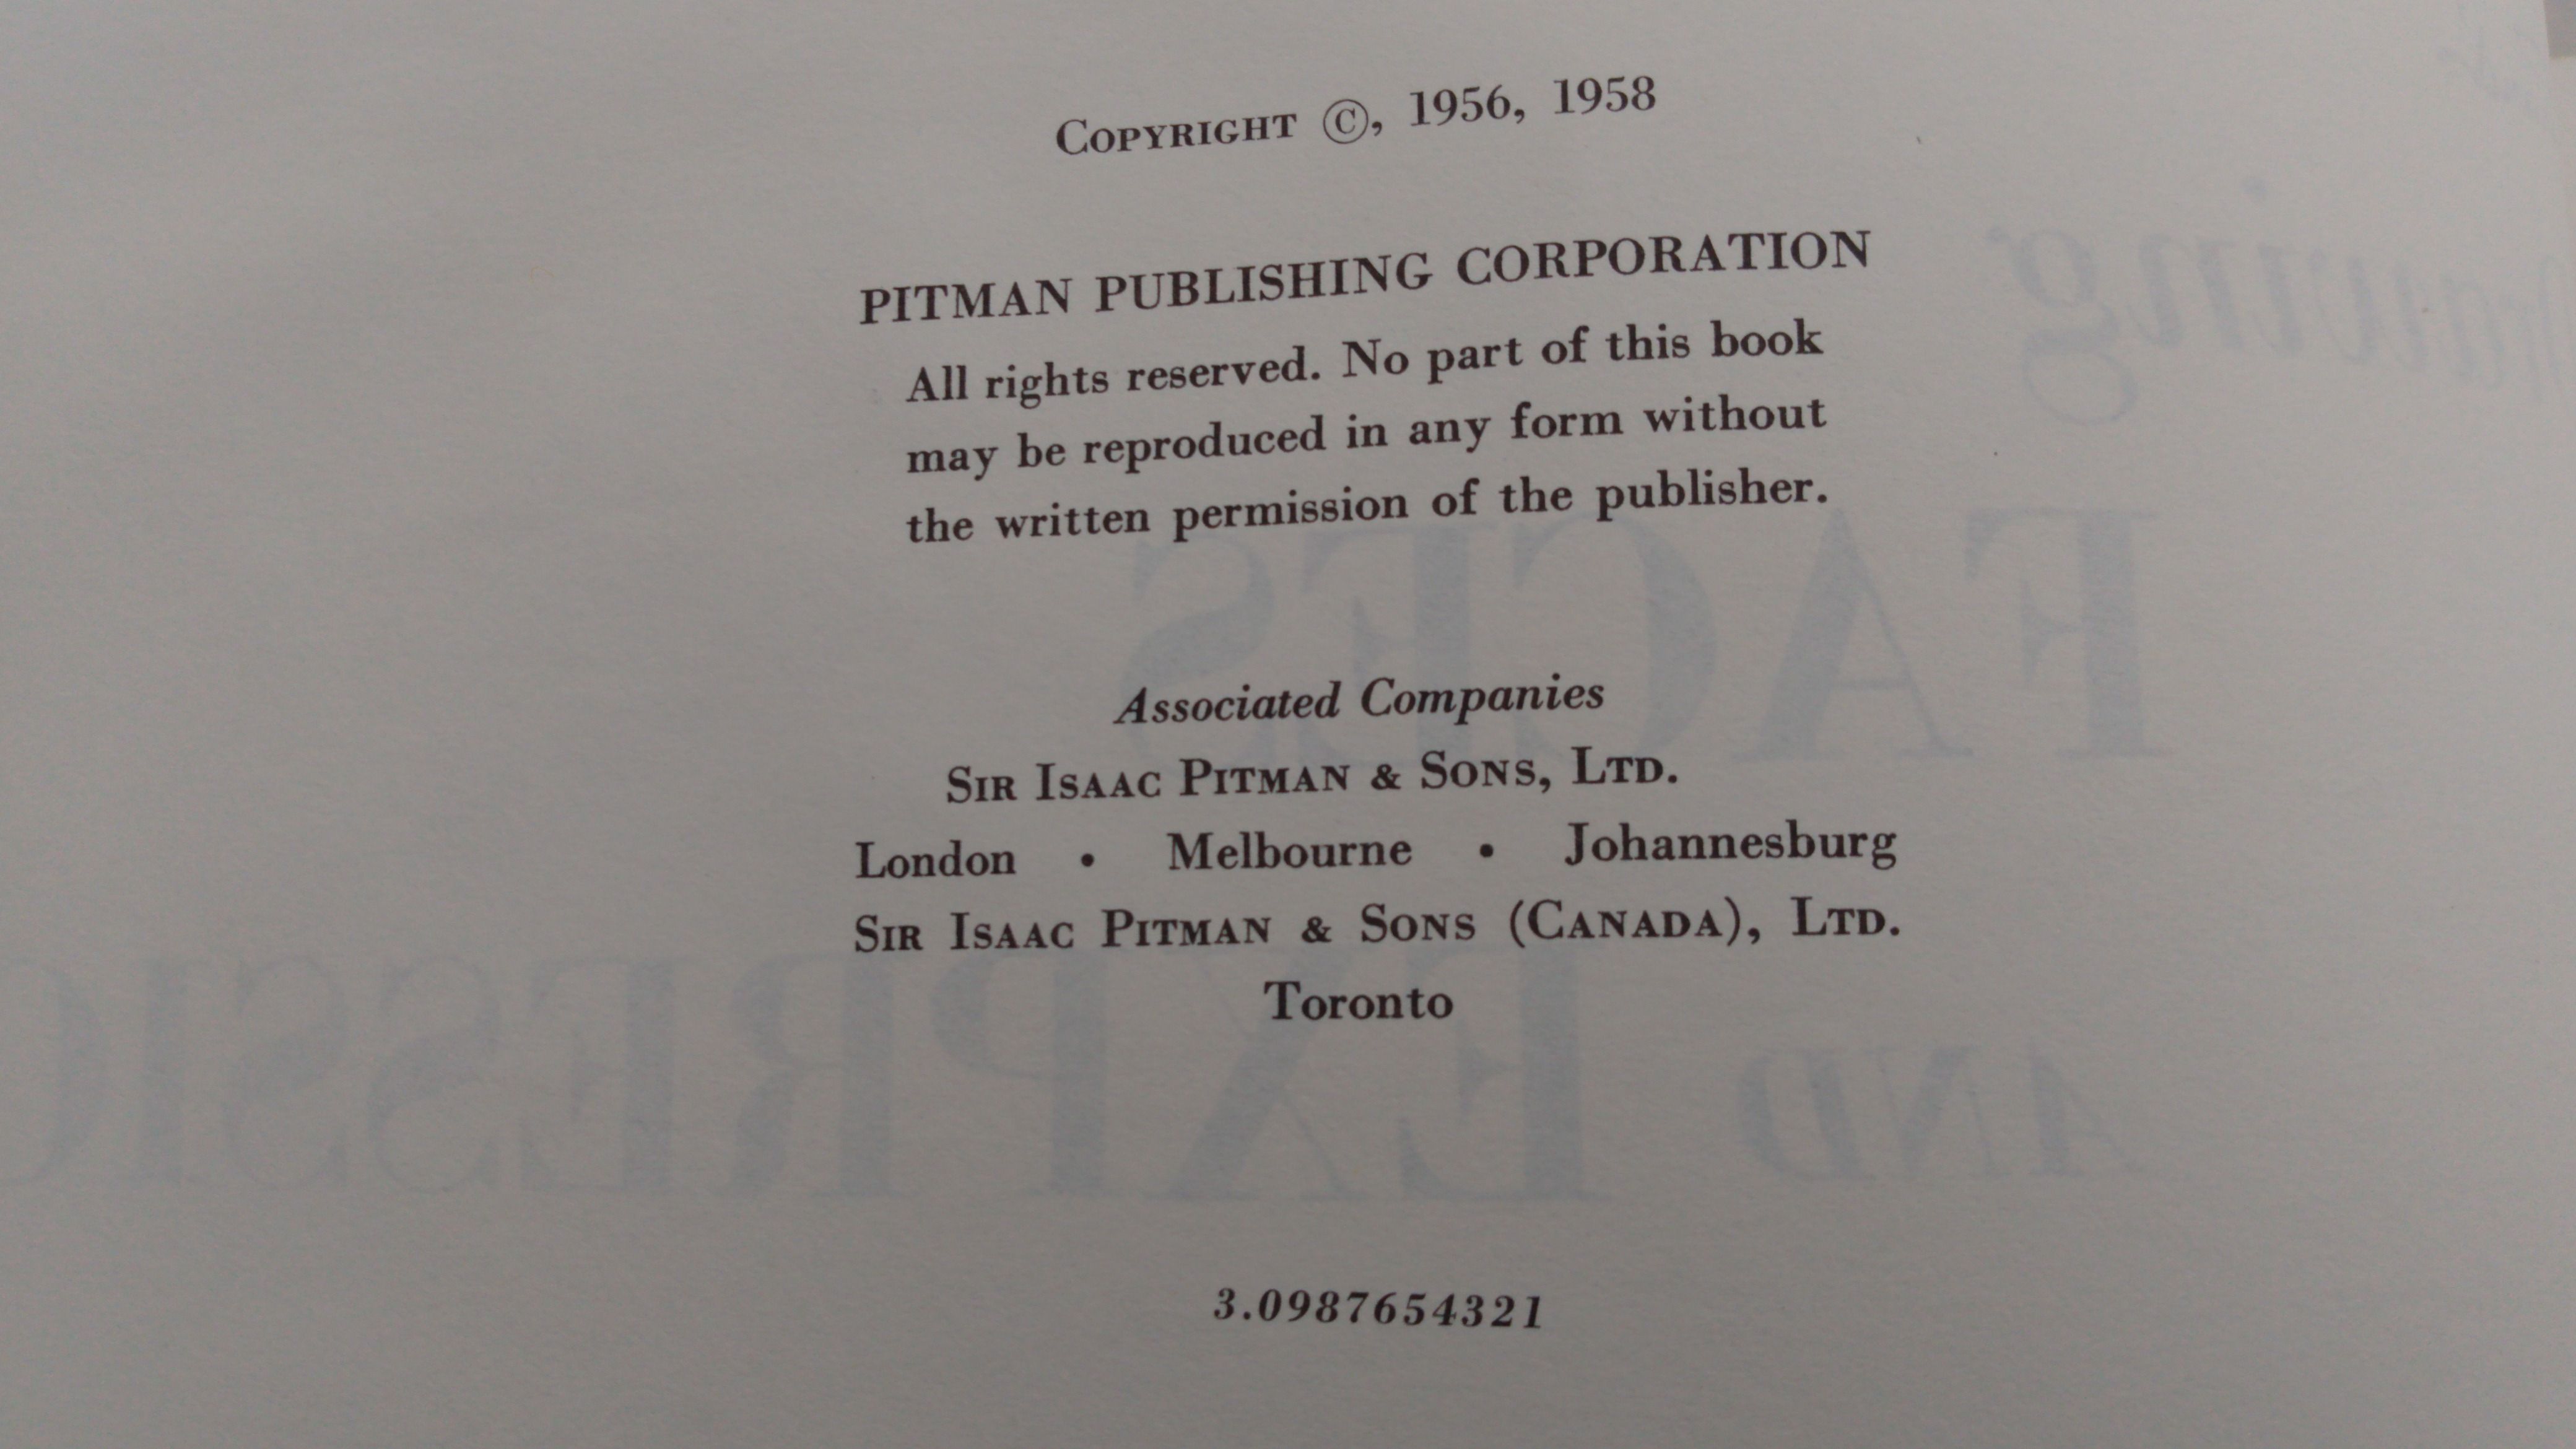 COPYRIGHT ©, 1956, 1958
PITMAN PUBLISHING CORPORATION
All rights reserved. No part of this book
may be reproduced in any form without
the written permission of the publisher.
Associated Companies
SIR ISAAC PITMAN & SONS, LTD.
London • Melbourne • Johannesburg
SIR ISAAC PITMAN & SONS (CANADA), LTD.
Toronto
3.0987654321
FACES
AND